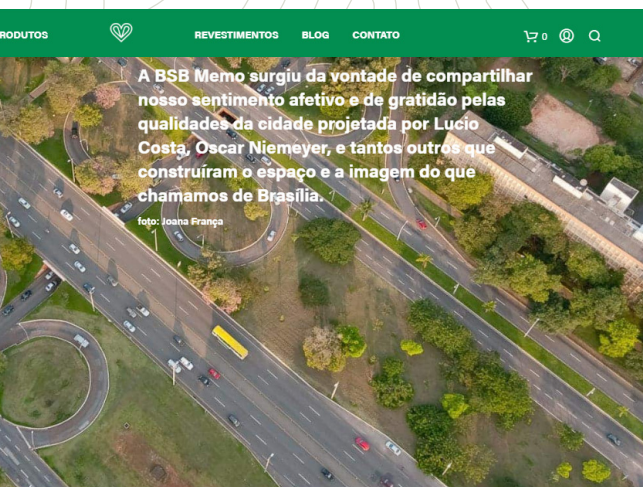 RODUTOS
REVESTIMENTOS
BLOG
CONTATO
0
A BSB Memo surgiu da vontade de compartilhar
nosso sentimento afetivo e de gratidão pelas
qualidades da cidade projetada por Lucio
Costa, Oscar Niemeyer, e tantos outros que
construíram o espaço e a imagem do que
chamamos de Brasília.
foto: Joana França